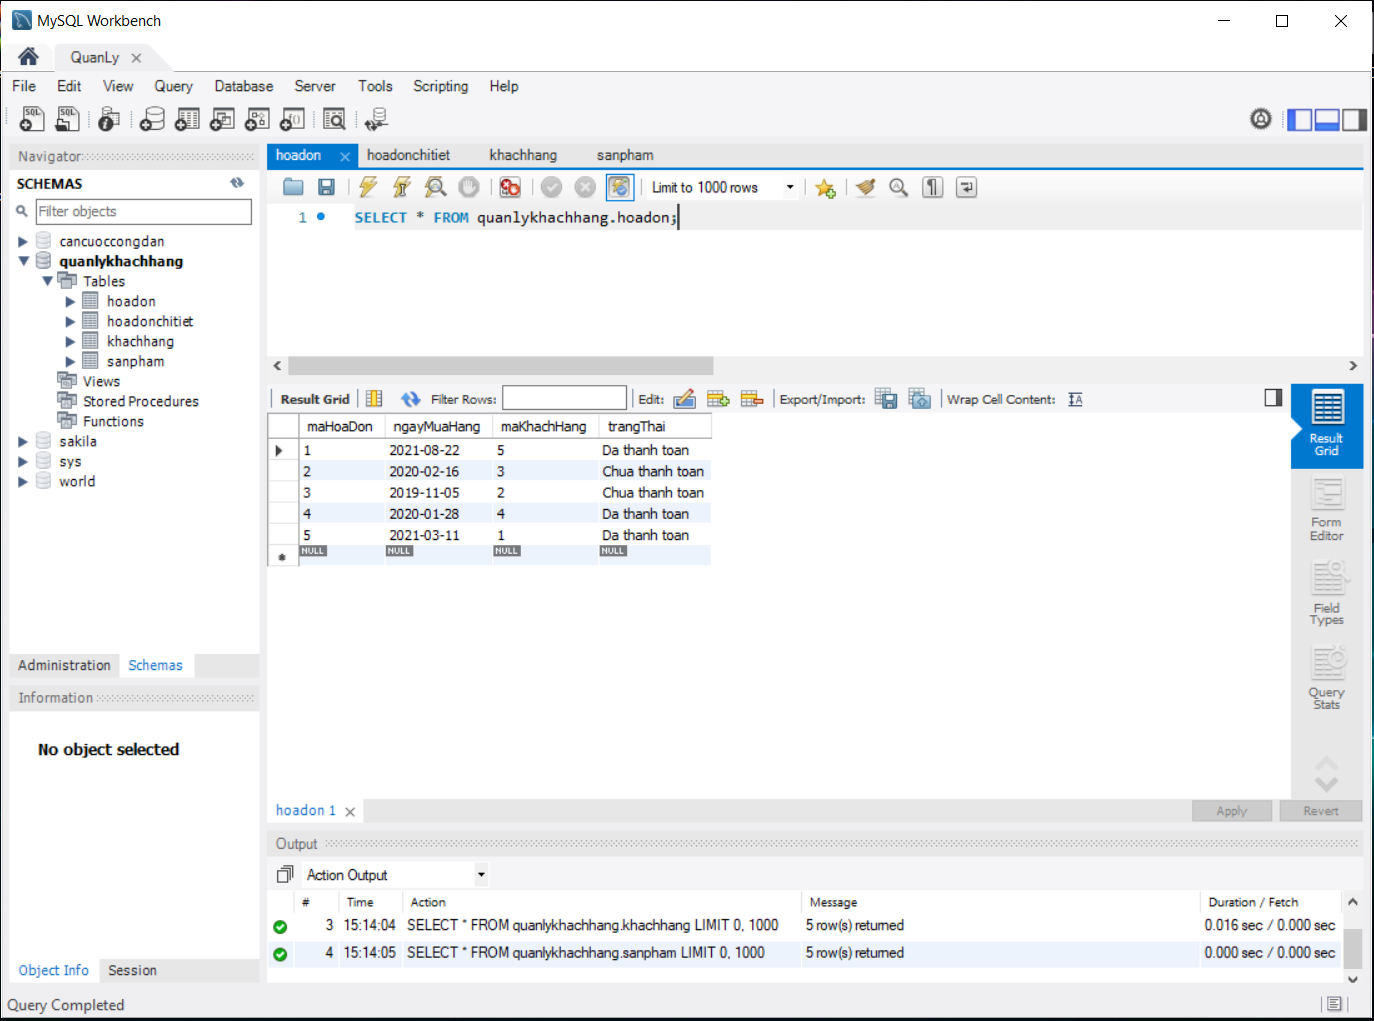 MySQL Workbench
QuanLy
File Edit View Query Database Server Tools Scripting Help
Navigator
SCHEMAS
Filter objects
cancuoccongdan
quanlykhachhang
Tables
hoadon
hoadonchitiet
khachhang
sanpham
Views
Stored Procedures
Functions
sakila
sys
world
Administration Schemas
Information
No object selected
Object Info Session
hoadon hoadonchitiet khachhang sanpham
Limit to 1000 rows
1 SELECT * FROM quanlykhachhang.hoadon;
Result Grid Filter Rows: Edit: Export/Import: Wrap Cell Content:
maHoaDon ngayMuaHang maKhachHang trangThai
1 2021-08-22 5 Da thanh toan
2 2020-02-16 3 Chua thanh toan
3 2019-11-05 2 Chua thanh toan
4 2020-01-28 4 Da thanh toan
5 2021-03-11 1 Da thanh toan
NULL NULL NULL NULL
Result
Grid
Form
Editor
Field
Types
Query
Stats
hoadon 1
Apply Revert
Output
Action Output
# Time Action Message Duration / Fetch
3 15:14:04 SELECT * FROM quanlykhachhang.khachhang LIMIT 0, 1000 5 row(s) returned 0.016 sec / 0.000 sec
4 15:14:05 SELECT * FROM quanlykhachhang.sanpham LIMIT 0, 1000 5 row(s) returned 0.000 sec / 0.000 sec
Query Completed